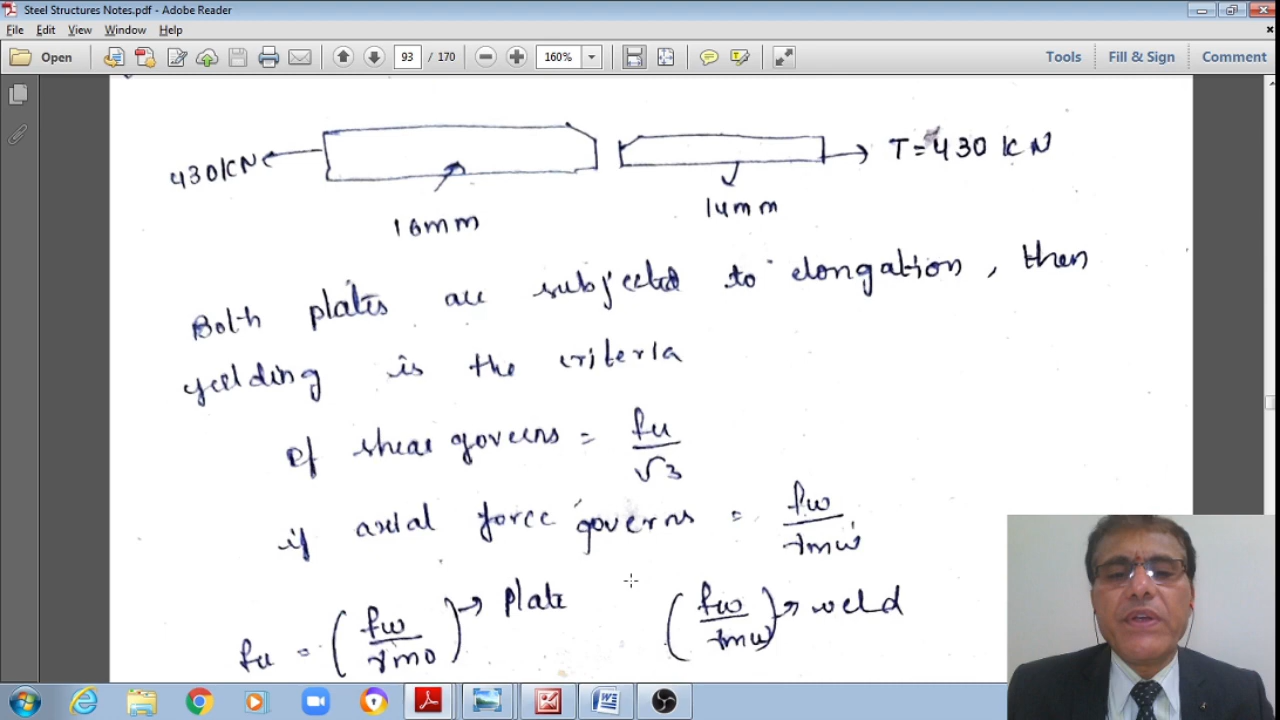 Steel Structures Notes.pdf - Adobe Reader
File Edit View Window Help
Open 93 / 170 160% Tools Fill & Sign Comment
430KN T=430 KN
16mm 14mm
Both plates are subjected to elongation, then
yeilding is the criteria
if shear governs = fu/√3
if axial force governs = fw/γmw
fu = (fw/γmo) → Plate (fw/γmw) → weld